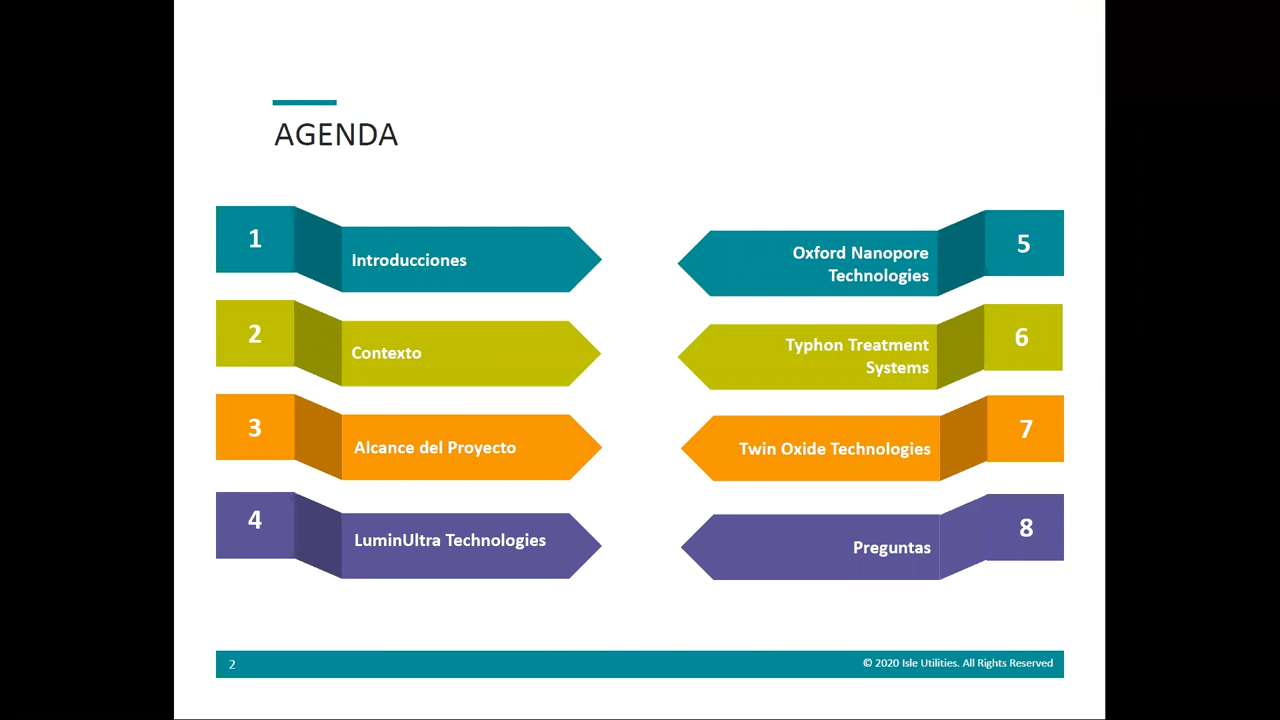 AGENDA
1
Introducciones
2
Contexto
3
Alcance del Proyecto
4
LuminUltra Technologies
5
Oxford Nanopore
Technologies
6
Typhon Treatment
Systems
7
Twin Oxide Technologies
8
Preguntas
2
© 2020 Isle Utilities. All Rights Reserved